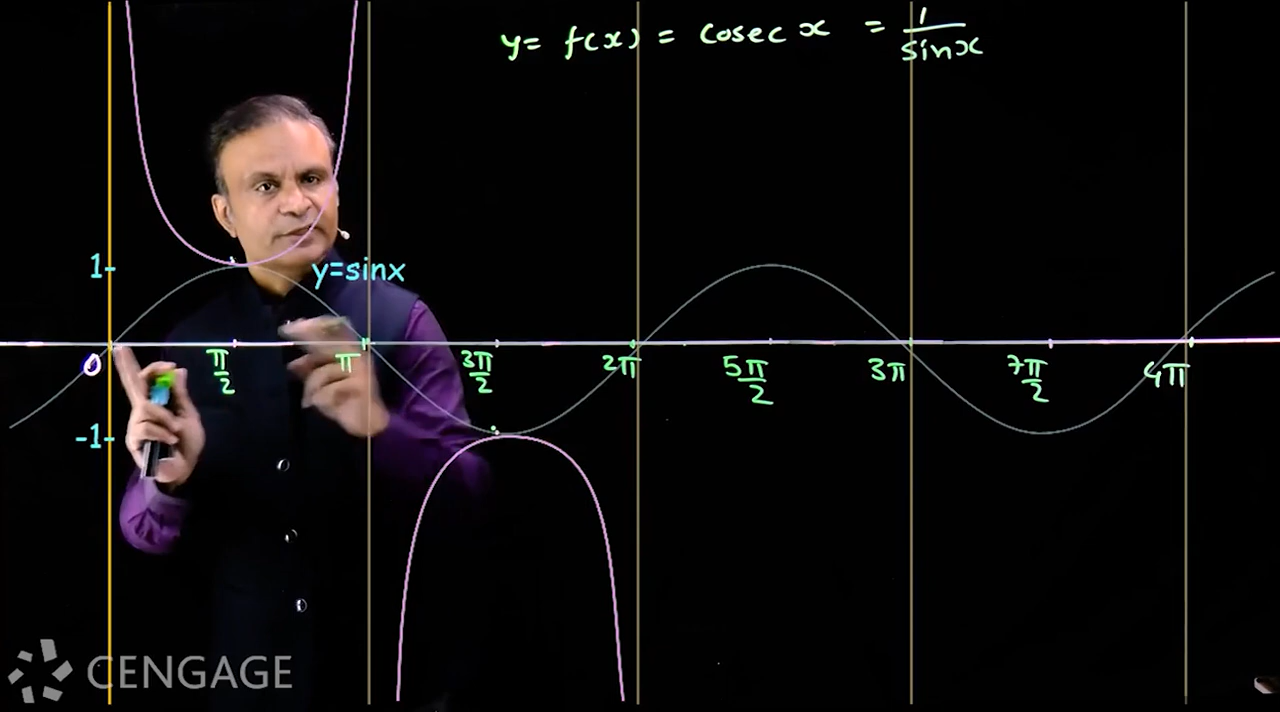 y = f(x) = cosec x = 1/sinx
1
y=sinx
0 π/2 π 3π/2 2π 5π/2 3π 7π/2 4π
-1
CENGAGE